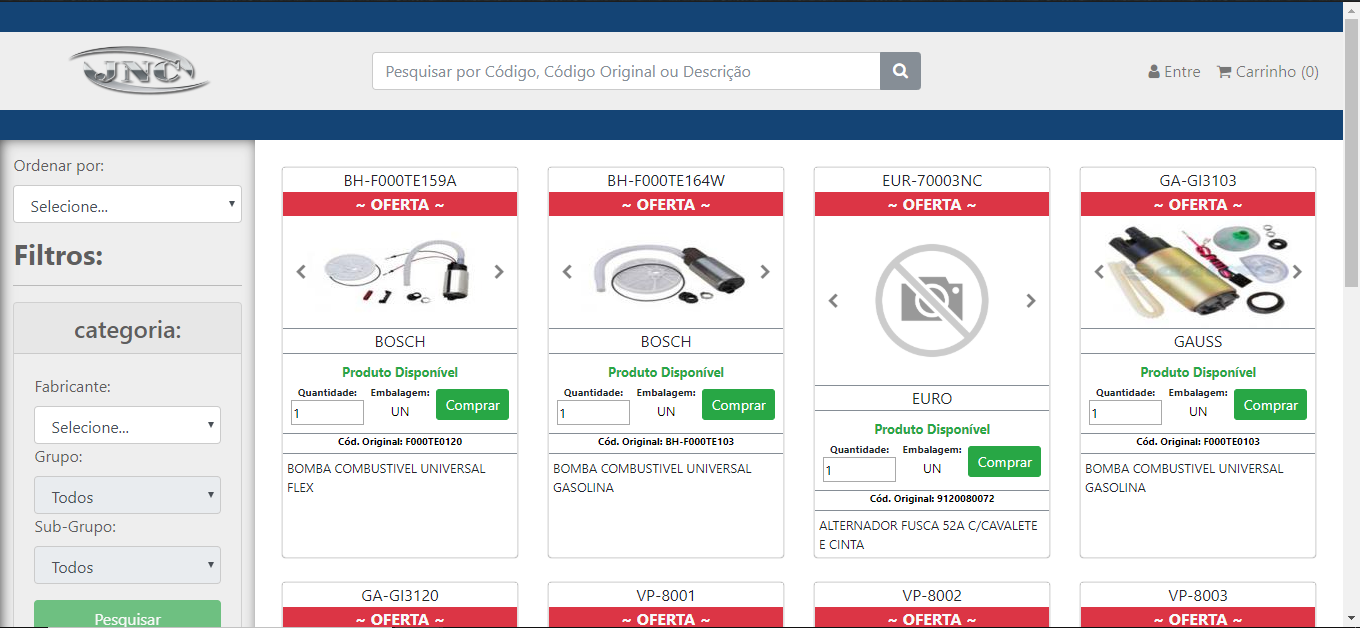 JNC
Pesquisar por Código, Código Original ou Descrição
Entre
Carrinho (0)
Ordenar por:
Selecione...
Filtros:
categoria:
Fabricante:
Selecione...
Grupo:
Todos
Sub-Grupo:
Todos
Pesquisar
BH-F000TE159A
~ OFERTA ~
BOSCH
Produto Disponível
Quantidade: Embalagem:
1 UN Comprar
Cód. Original: F000TE0120
BOMBA COMBUSTIVEL UNIVERSAL
FLEX
BH-F000TE164W
~ OFERTA ~
BOSCH
Produto Disponível
Quantidade: Embalagem:
1 UN Comprar
Cód. Original: BH-F000TE103
BOMBA COMBUSTIVEL UNIVERSAL
GASOLINA
EUR-70003NC
~ OFERTA ~
EURO
Produto Disponível
Quantidade: Embalagem:
1 UN Comprar
Cód. Original: 9120080072
ALTERNADOR FUSCA 52A C/CAVALETE
E CINTA
GA-GI3103
~ OFERTA ~
GAUSS
Produto Disponível
Quantidade: Embalagem:
1 UN Comprar
Cód. Original: F000TE0103
BOMBA COMBUSTIVEL UNIVERSAL
GASOLINA
GA-GI3120
~ OFERTA ~
VP-8001
~ OFERTA ~
VP-8002
~ OFERTA ~
VP-8003
~ OFERTA ~